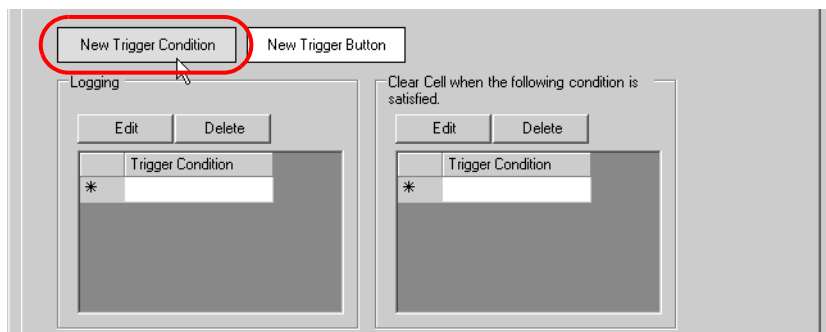 New Trigger Condition New Trigger Button
Logging
Edit Delete
Trigger Condition
Clear Cell when the following condition is
satisfied.
Edit Delete
Trigger Condition